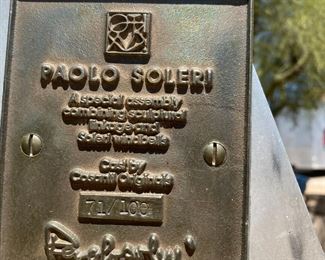 PAOLO SOLERI
A special assembly
combining sculptural
linkage and
Soleri windbells
Cast by
Cosanti Originals
71/100